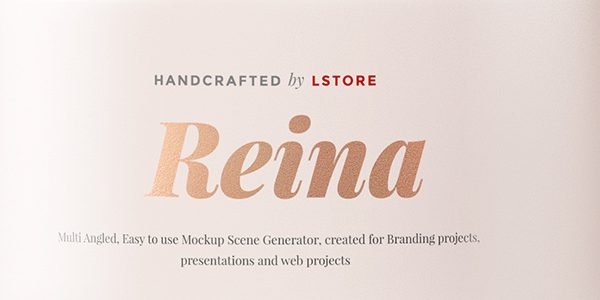 HANDCRAFTED by LSTORE
Reina
Multi Angled, Easy to use Mockup Scene Generator, created for Branding projects,
presentations and web projects